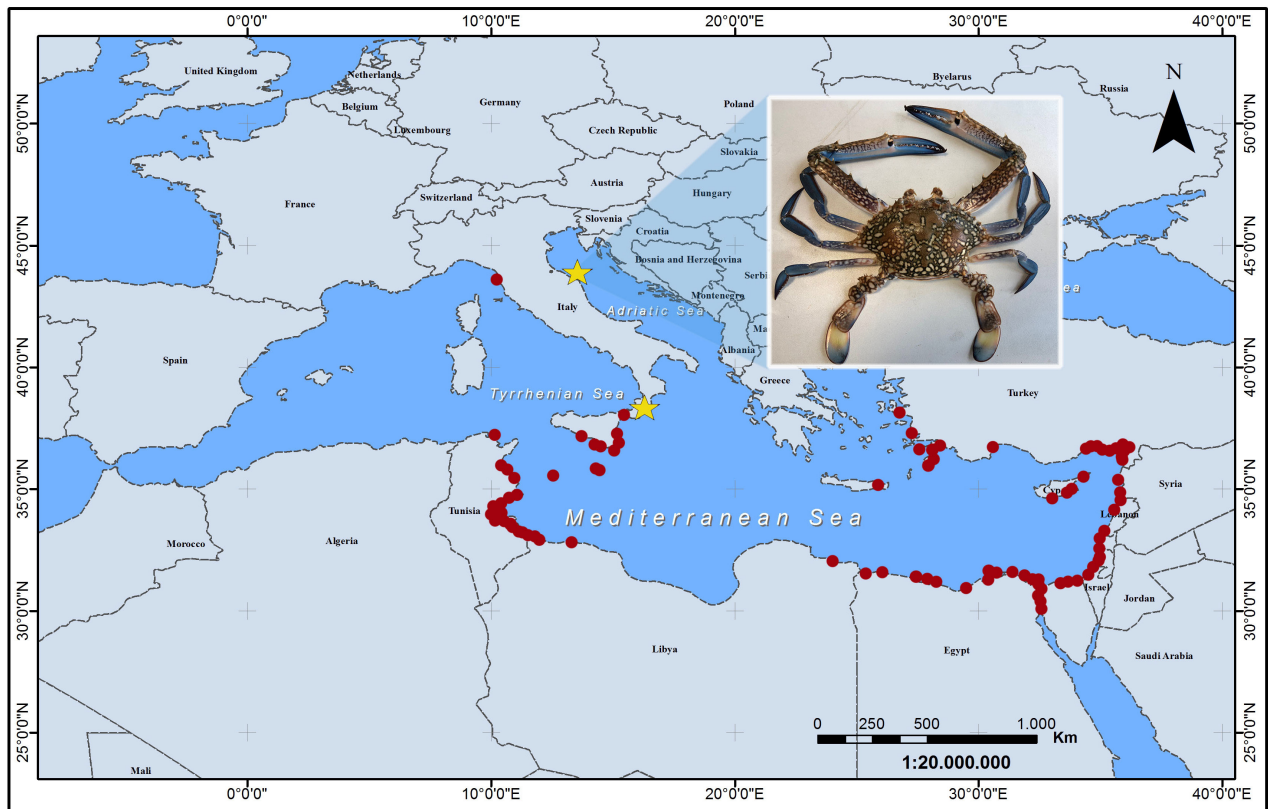 0°0'0"
10°0'0"E
20°0'0"E
30°0'0"E
40°0'0"E
50°0'0"N
45°0'0"N
40°0'0"N
35°0'0"N
30°0'0"N
25°0'0"N
50°0'0"N
45°0'0"N
40°0'0"N
35°0'0"N
30°0'0"N
25°0'0"N
N
United Kingdom
Netherlands
Belgium
Luxembourg
Germany
Poland
Byelarus
Russia
Czech Republic
Slovakia
Austria
Hungary
Switzerland
France
Slovenia
Croatia
Bosnia and Herzegovina
Serbi
Montenegro
Italy
Adriatic Sea
Ma
Albania
ea
Spain
Greece
Turkey
Tyrrhenian Sea
Cyp
Syria
Lebanon
Mediterranean Sea
Tunisia
Morocco
Algeria
Israel
Jordan
Libya
Egypt
Saudi Arabia
Mali
0 250 500 1.000
Km
1:20.000.000
0°0'0"
10°0'0"E
20°0'0"E
30°0'0"E
40°0'0"E